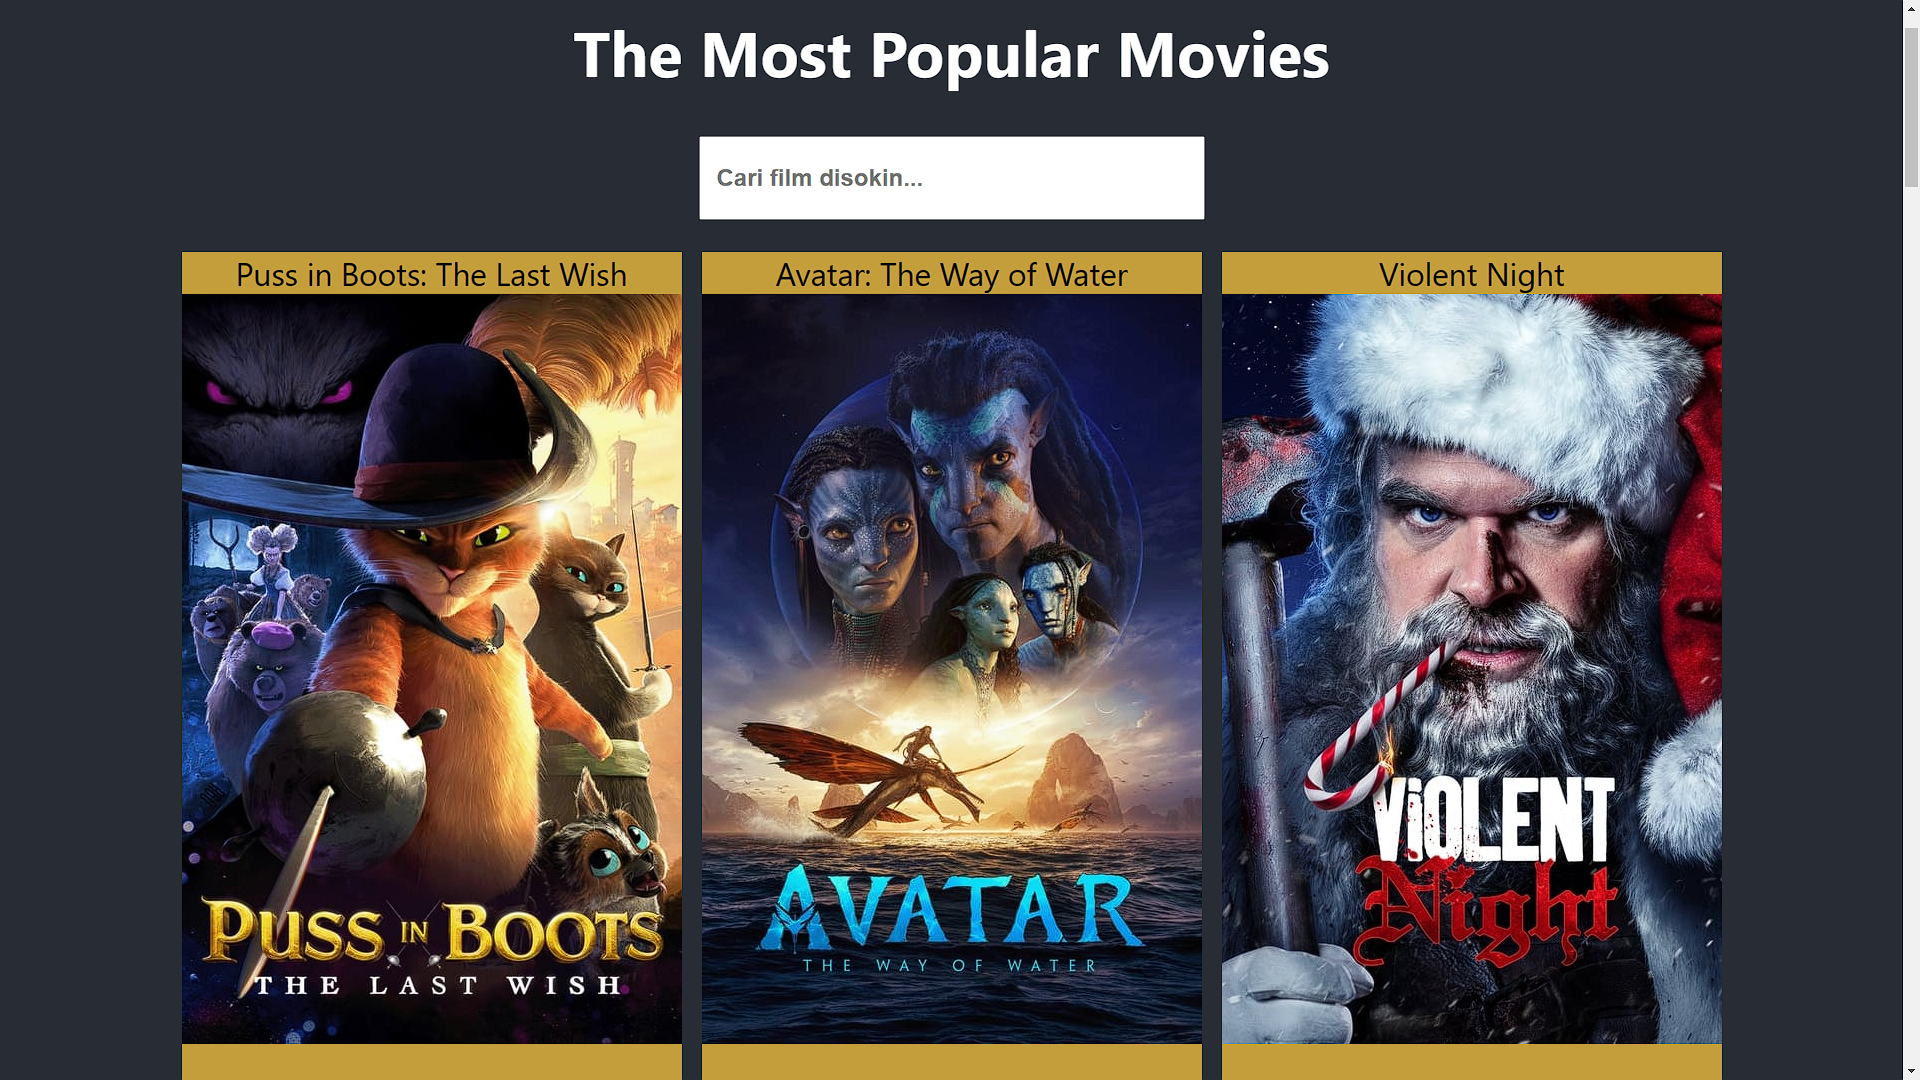 The Most Popular Movies
Cari film disokin...
Puss in Boots: The Last Wish
Avatar: The Way of Water
Violent Night
PUSS IN BOOTS
THE LAST WISH
AVATAR
THE WAY OF WATER
ViOLENT
Night